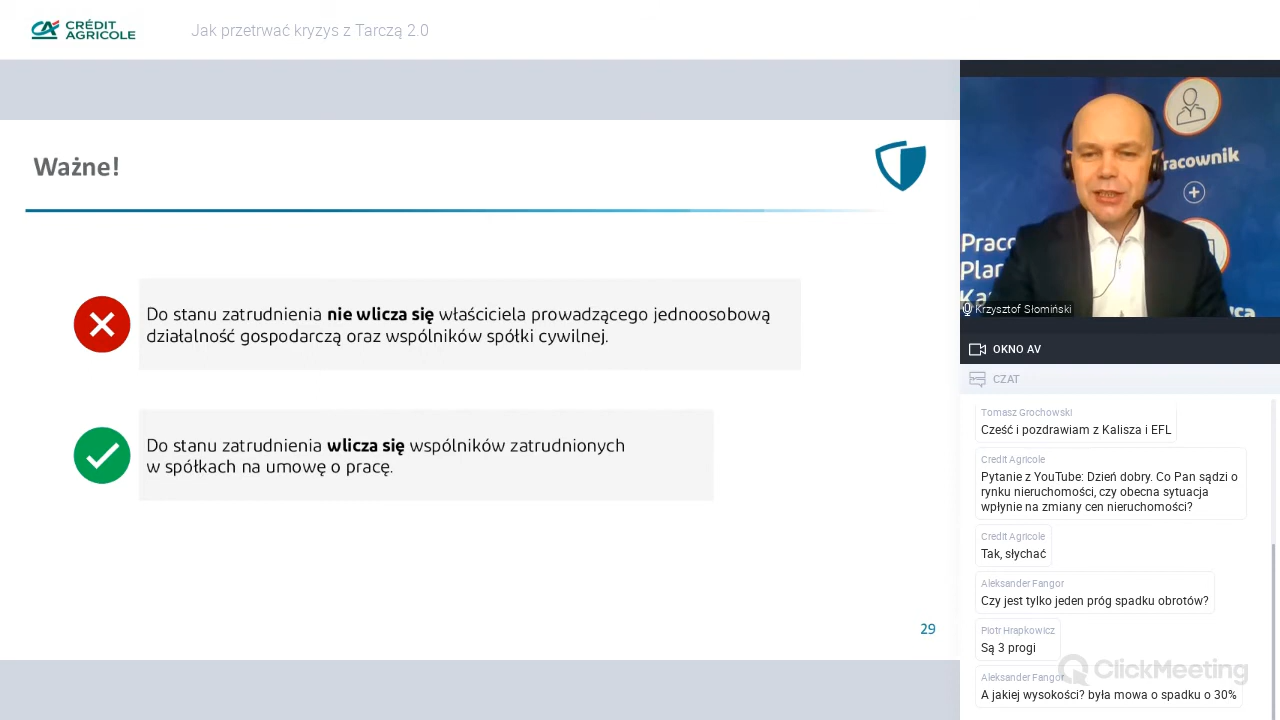 CRÉDIT
AGRICOLE
Jak przetrwać kryzys z Tarczą 2.0
Ważne!
Do stanu zatrudnienia nie wlicza się właściciela prowadzącego jednoosobową
działalność gospodarczą oraz wspólników spółki cywilnej.
Do stanu zatrudnienia wlicza się wspólników zatrudnionych
w spółkach na umowę o pracę.
29
racownik
Krzysztof Słomiński
OKNO AV
CZAT
Tomasz Grochowski
Cześć i pozdrawiam z Kalisza i EFL
Credit Agricole
Pytanie z YouTube: Dzień dobry. Co Pan sądzi o
rynku nieruchomości, czy obecna sytuacja
wpłynie na zmiany cen nieruchomości?
Credit Agricole
Tak, słychać
Aleksander Fangor
Czy jest tylko jeden próg spadku obrotów?
Piotr Hrapkowicz
Są 3 progi
ClickMeeting
Aleksander Fangor
A jakiej wysokości? była mowa o spadku o 30%